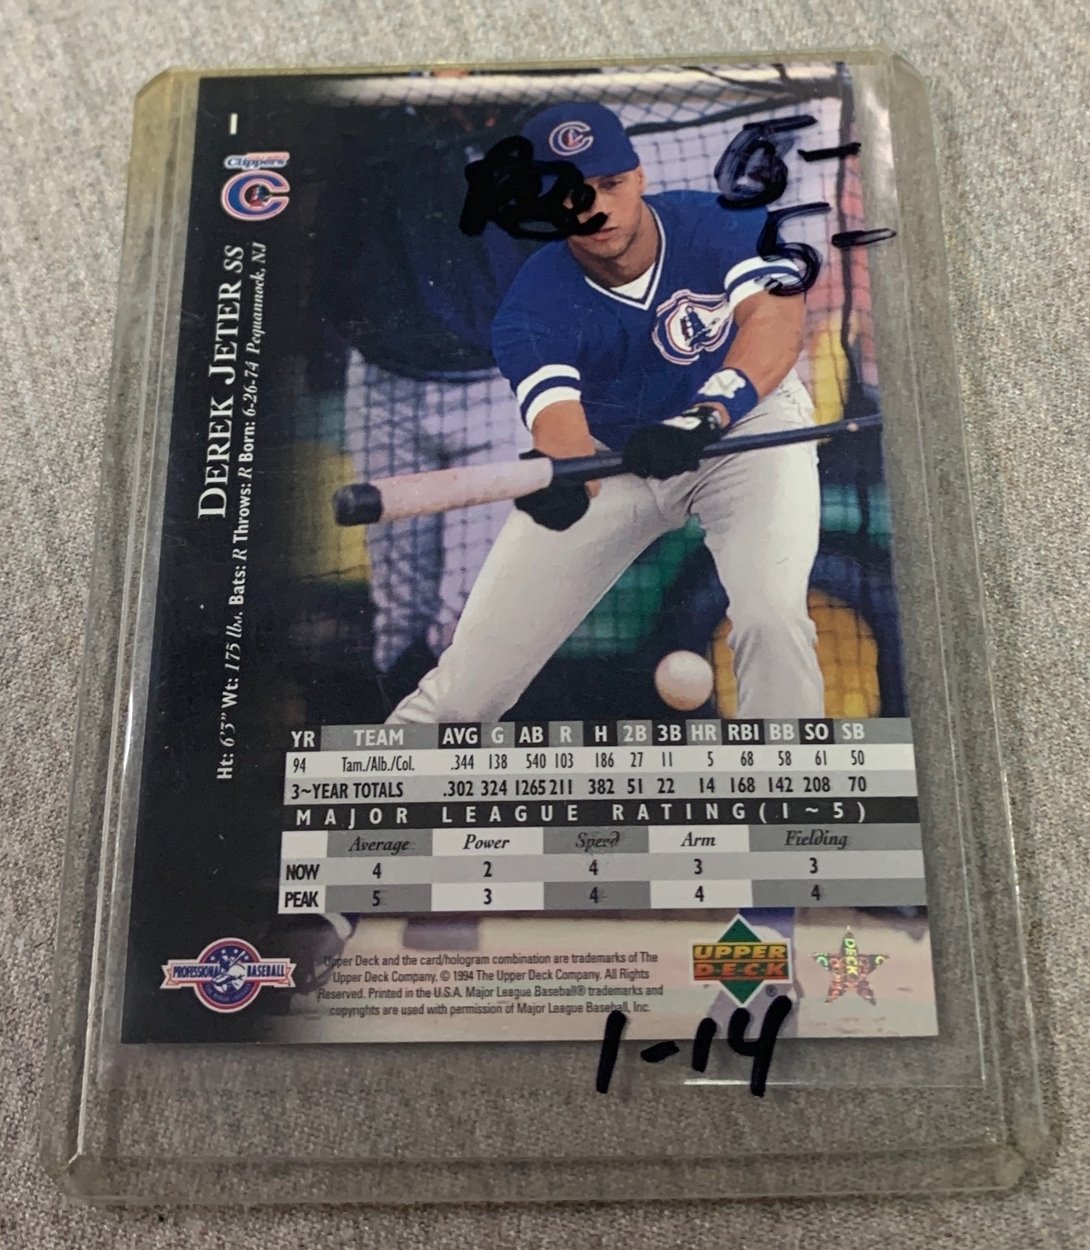 1
Clippers
C
DEREK JETER SS
Ht: 6'3" Wt: 175 lbs. Bats: R Throws: R Born: 6-26-74 Pequannock, NJ
C
6-
5-
YR TEAM AVG G AB R H 2B 3B HR RBI BB SO SB
94 Tam./Alb./Col. .344 138 540 103 186 27 11 5 68 58 61 50
3~YEAR TOTALS .302 324 1265 211 382 51 22 14 168 142 208 70
MAJOR LEAGUE RATING (1~5)
Average Power Speed Arm Fielding
NOW 4 2 4 3 3
PEAK 5 3 4 4 4
PROFESSIONAL BASEBALL
Upper Deck and the card/hologram combination are trademarks of The
Upper Deck Company. © 1994 The Upper Deck Company. All Rights
Reserved. Printed in the U.S.A. Major League Baseball® trademarks and
copyrights are used with permission of Major League Baseball, Inc.
UPPER
DECK
®
1-14